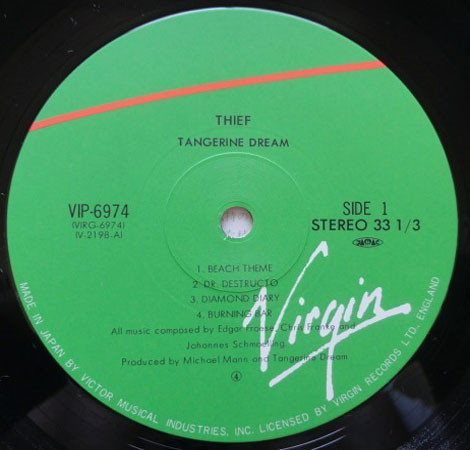 THIEF
TANGERINE DREAM
VIP-6974
(VIRG-6974)
(V-2198-A)
SIDE 1
STEREO 33 1/3
1. BEACH THEME
2. DR. DESTRUCTO
3. DIAMOND DIARY
4. BURNING BAR
All music composed by Edgar Froese, Chris Franke and
Johannes Schmoelling
Produced by Michael Mann and Tangerine Dream
4
Virgin
MADE IN JAPAN BY VICTOR MUSICAL INDUSTRIES, INC. LICENSED BY VIRGIN RECORDS LTD. ENGLAND